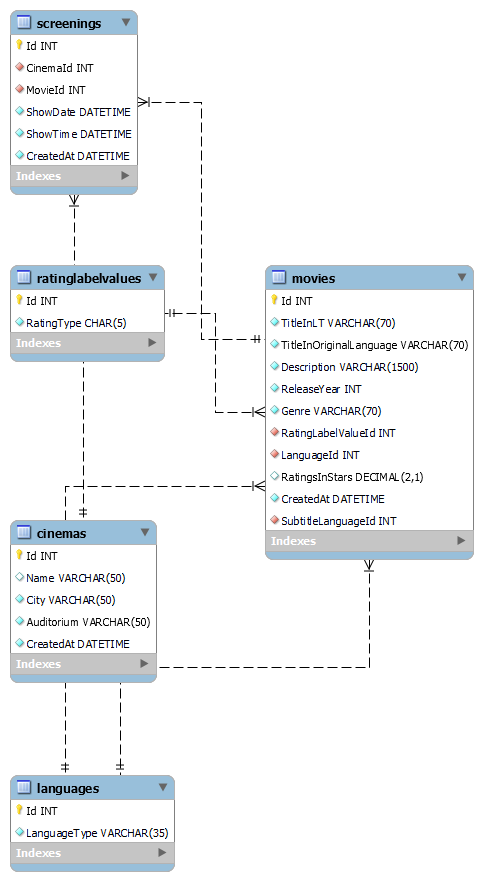 screenings
Id INT
CinemaId INT
MovieId INT
ShowDate DATETIME
ShowTime DATETIME
CreatedAt DATETIME
Indexes
ratinglabelvalues
Id INT
RatingType CHAR(5)
Indexes
movies
Id INT
TitleInLT VARCHAR(70)
TitleInOriginalLanguage VARCHAR(70)
Description VARCHAR(1500)
ReleaseYear INT
Genre VARCHAR(70)
RatingLabelValueId INT
LanguageId INT
RatingsInStars DECIMAL(2,1)
CreatedAt DATETIME
SubtitleLanguageId INT
Indexes
cinemas
Id INT
Name VARCHAR(50)
City VARCHAR(50)
Auditorium VARCHAR(50)
CreatedAt DATETIME
Indexes
languages
Id INT
LanguageType VARCHAR(35)
Indexes